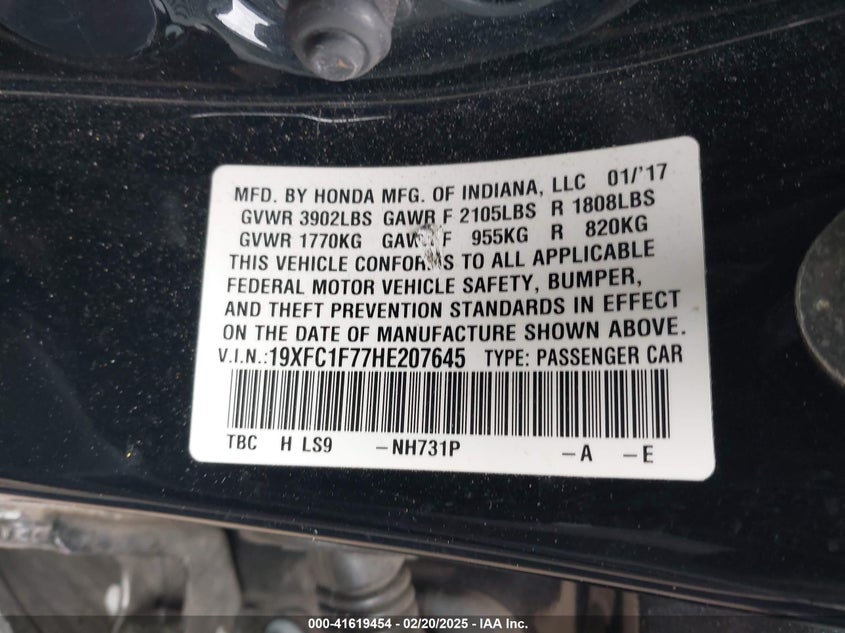 MFD. BY HONDA MFG. OF INDIANA, LLC 01/'17
GVWR 3902LBS GAWR F 2105LBS R 1808LBS
GVWR 1770KG GAWR F 955KG R 820KG
THIS VEHICLE CONFORMS TO ALL APPLICABLE
FEDERAL MOTOR VEHICLE SAFETY, BUMPER,
AND THEFT PREVENTION STANDARDS IN EFFECT
ON THE DATE OF MANUFACTURE SHOWN ABOVE.
V.I.N.:19XFC1F77HE207645 TYPE: PASSENGER CAR
TBC H LS9 –NH731P –A –E
000-41619454 — 02/20/2025 — IAA Inc.